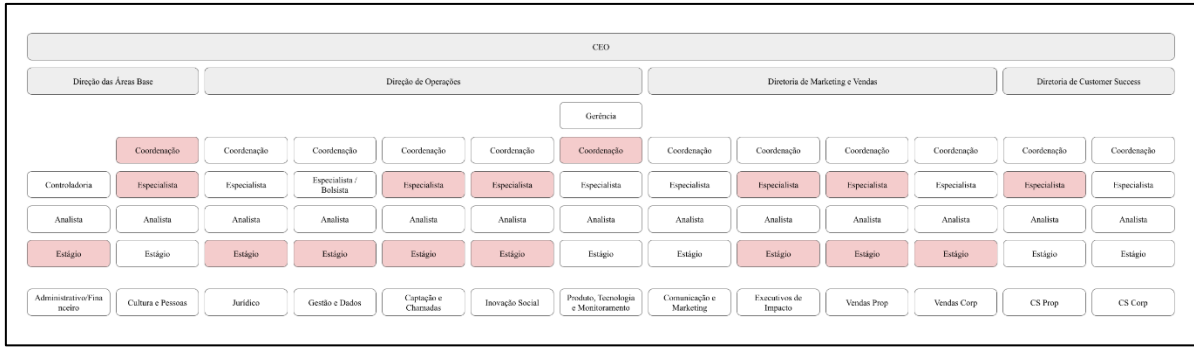 CEO
Direção das Áreas Base
Direção de Operações
Diretoria de Marketing e Vendas
Diretoria de Customer Success
Gerência
Coordenação
Coordenação
Coordenação
Coordenação
Coordenação
Coordenação
Coordenação
Coordenação
Coordenação
Coordenação
Coordenação
Coordenação
Controladoria
Especialista
Especialista
Especialista /
Bolsista
Especialista
Especialista
Especialista
Especialista
Especialista
Especialista
Especialista
Especialista
Especialista
Analista
Analista
Analista
Analista
Analista
Analista
Analista
Analista
Analista
Analista
Analista
Analista
Analista
Estágio
Estágio
Estágio
Estágio
Estágio
Estágio
Estágio
Estágio
Estágio
Estágio
Estágio
Estágio
Estágio
Administrativo/Fina
nceiro
Cultura e Pessoas
Jurídico
Gestão e Dados
Captação e
Chamadas
Inovação Social
Produto, Tecnologia
e Monitoramento
Comunicação e
Marketing
Executivos de
Impacto
Vendas Prop
Vendas Corp
CS Prop
CS Corp